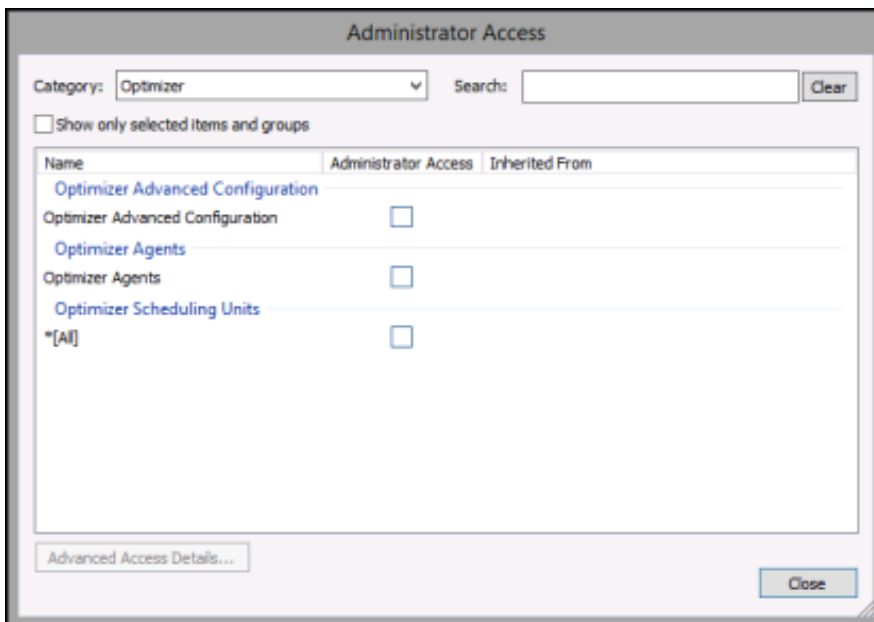 Administrator Access
Category: Optimizer Search: Clear
Show only selected items and groups
Name Administrator Access Inherited From
Optimizer Advanced Configuration
Optimizer Advanced Configuration
Optimizer Agents
Optimizer Agents
Optimizer Scheduling Units
*[All]
Advanced Access Details...
Close